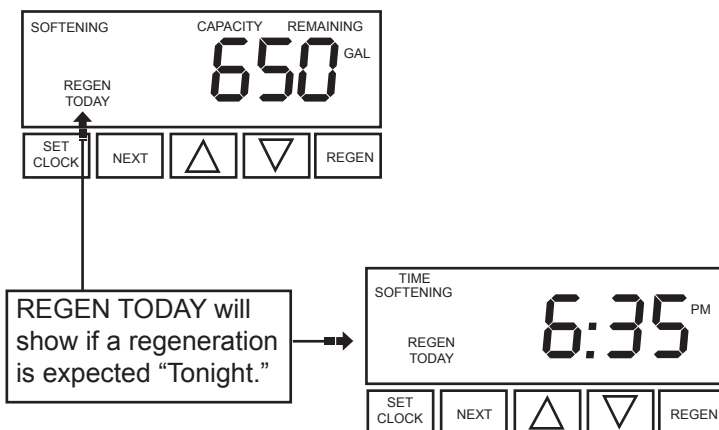 SOFTENING CAPACITY REMAINING
650 GAL
REGEN
TODAY
SET
CLOCK
NEXT
REGEN
REGEN TODAY will
show if a regeneration
is expected “Tonight.”
TIME
SOFTENING
6:35 PM
REGEN
TODAY
SET
CLOCK
NEXT
REGEN